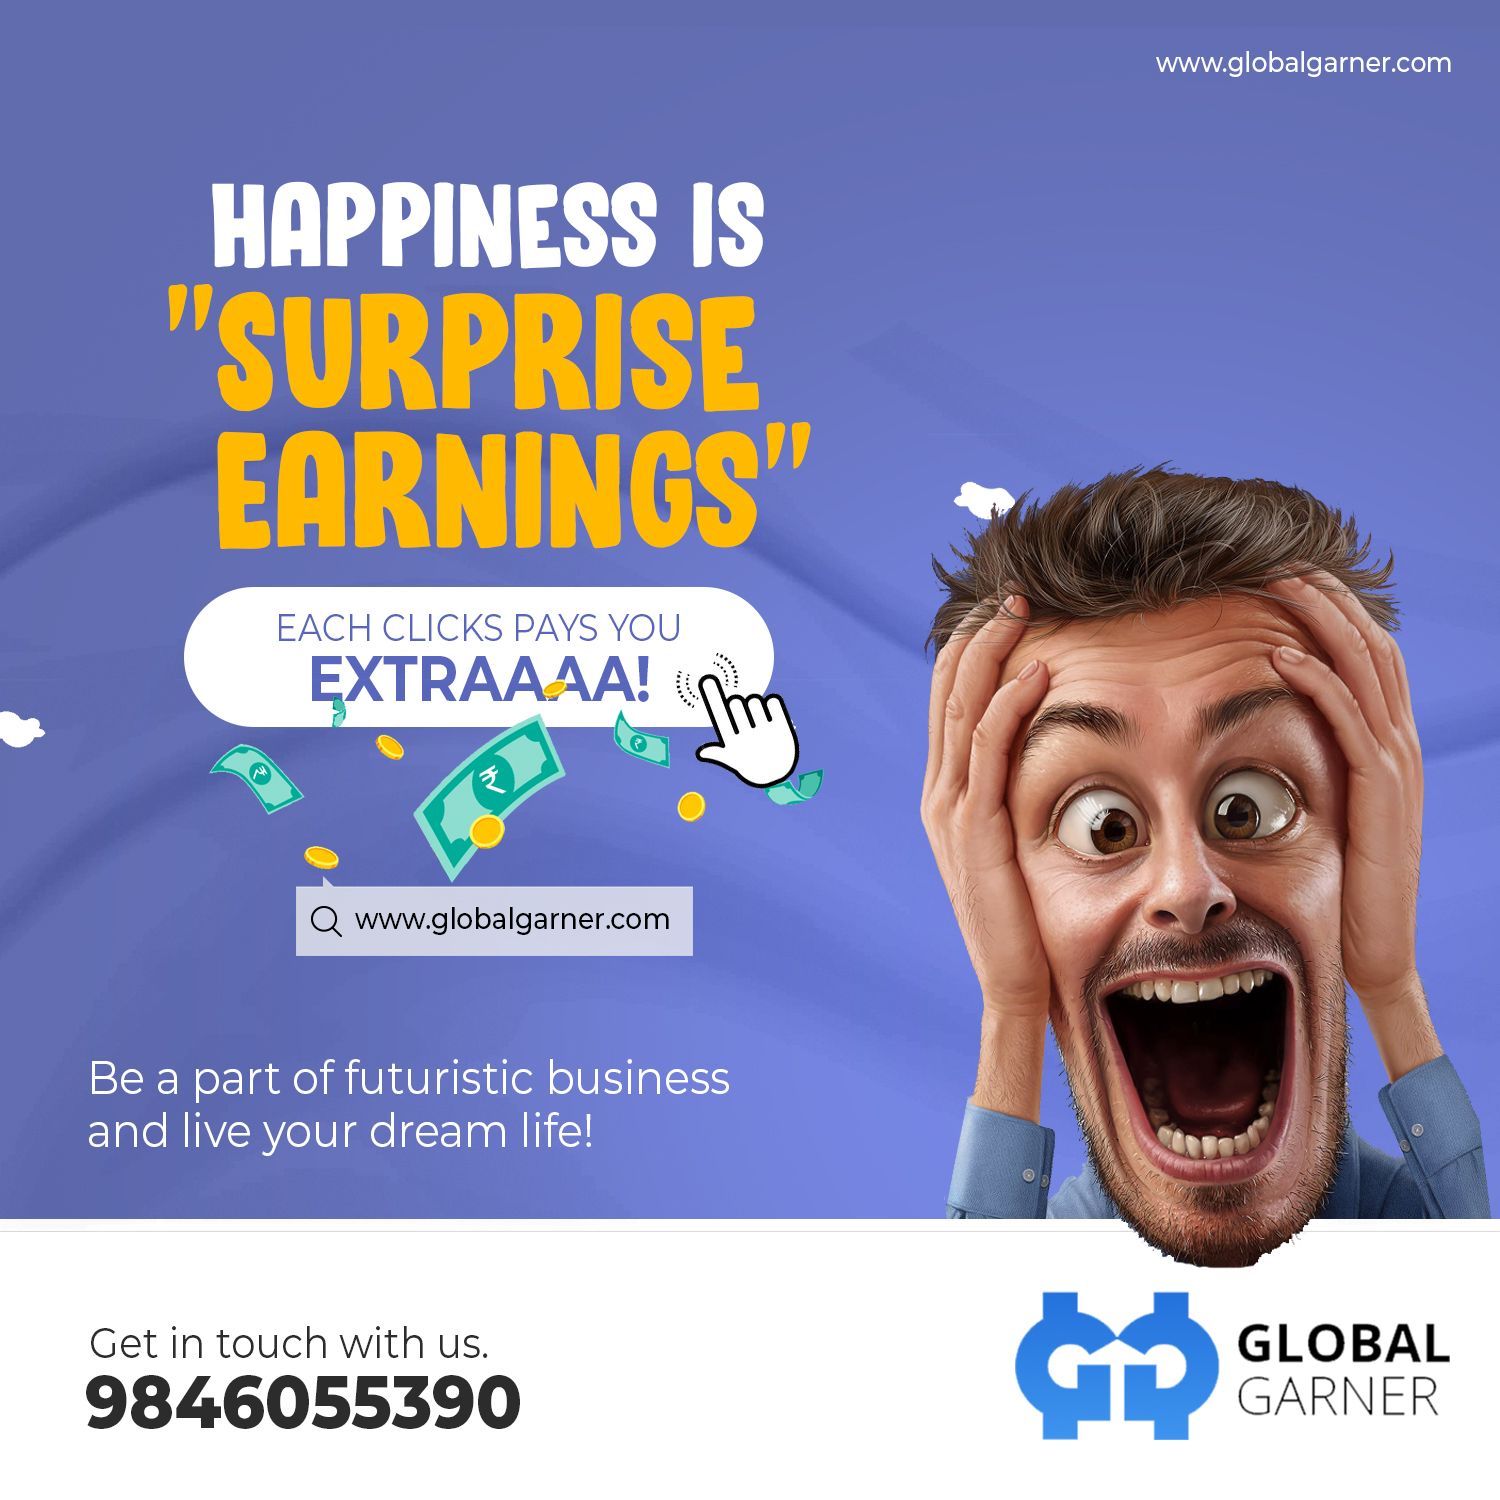 www.globalgarner.com
HAPPINESS IS
"SURPRISE
EARNINGS"
EACH CLICKS PAYS YOU
EXTRAAAAA!
www.globalgarner.com
Be a part of futuristic business
and live your dream life!
Get in touch with us.
9846055390
GLOBAL
GARNER